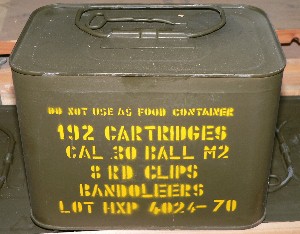 DO NOT USE AS FOOD CONTAINER
192 CARTRIDGES
CAL 30 BALL M2
8 RD CLIPS
BANDOLEERS
LOT HXP 4024-70